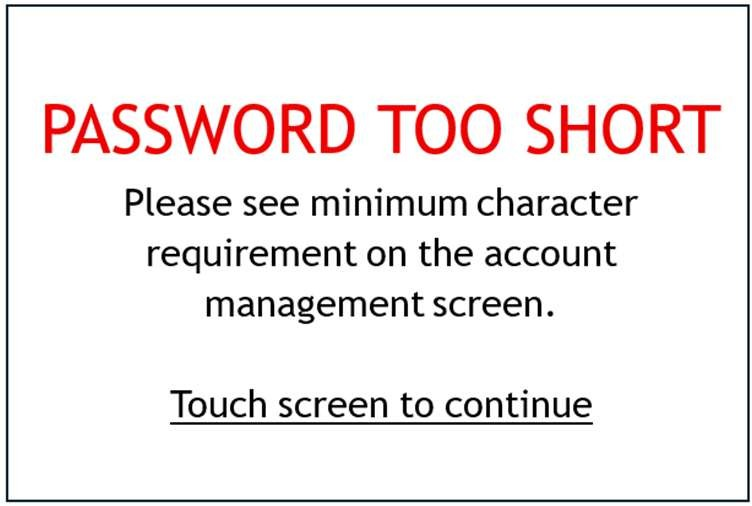 PASSWORD TOO SHORT
Please see minimum character
requirement on the account
management screen.
Touch screen to continue